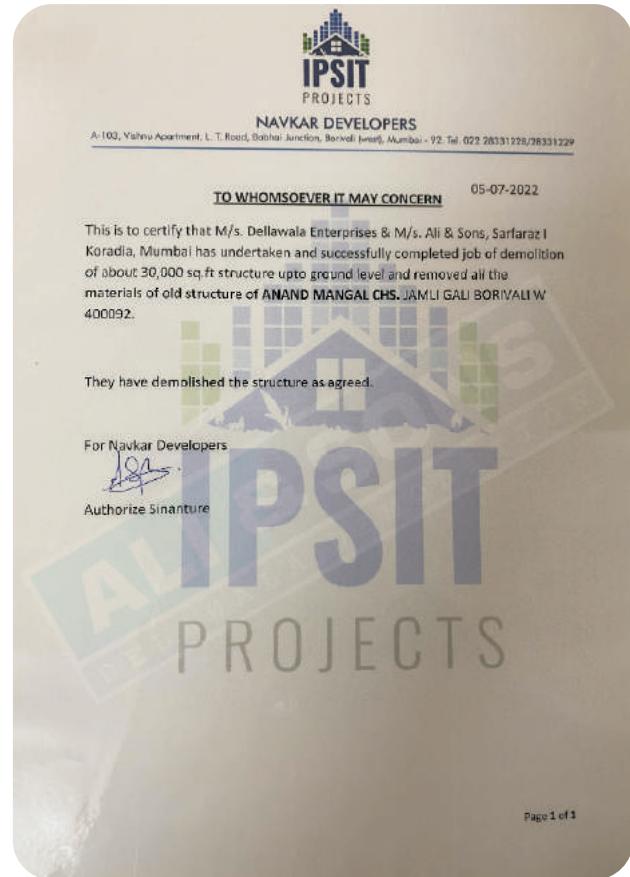 IPSIT
PROJECTS
NAVKAR DEVELOPERS
A-103, Vishnu Apartment, L. T. Road, Babhai Junction, Borivali (west), Mumbai - 92. Tel. 022 28331228/28331229
05-07-2022
TO WHOMSOEVER IT MAY CONCERN
This is to certify that M/s. Dellawala Enterprises & M/s. Ali & Sons, Sarfaraz I
Koradia, Mumbai has undertaken and successfully completed job of demolition
of about 30,000 sq.ft structure upto ground level and removed all the
materials of old structure of ANAND MANGAL CHS. JAMLI GALI BORIVALI W
400092.
They have demolished the structure as agreed.
For Navkar Developers
Authorize Sinanture
IPSIT
PROJECTS
ALI & SONS
Page 1 of 1